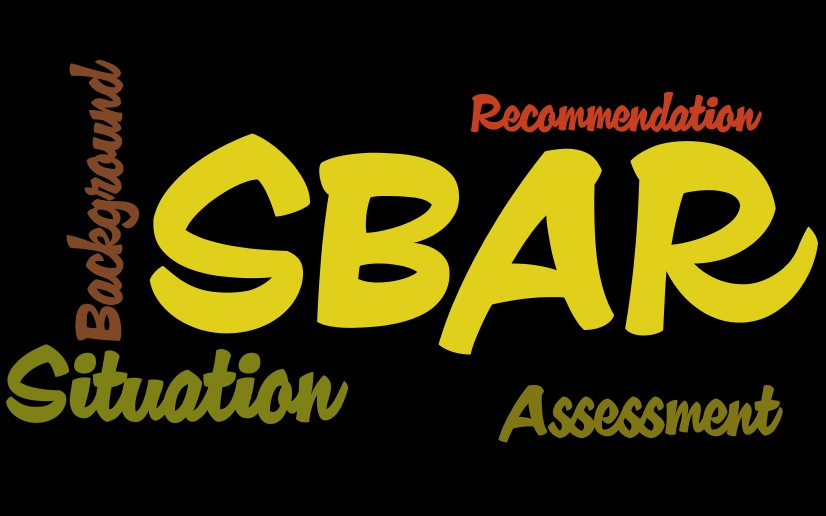 Background
Recommendation
SBAR
Situation
Assessment